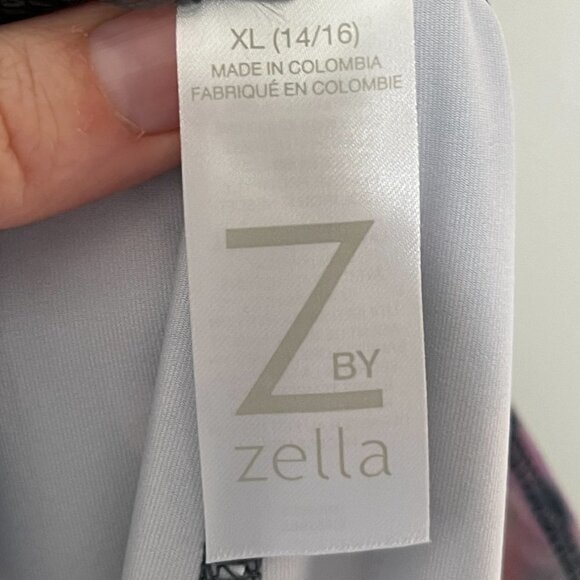 XL (14/16)
MADE IN COLOMBIA
FABRIQUÉ EN COLOMBIE
Z BY
zella